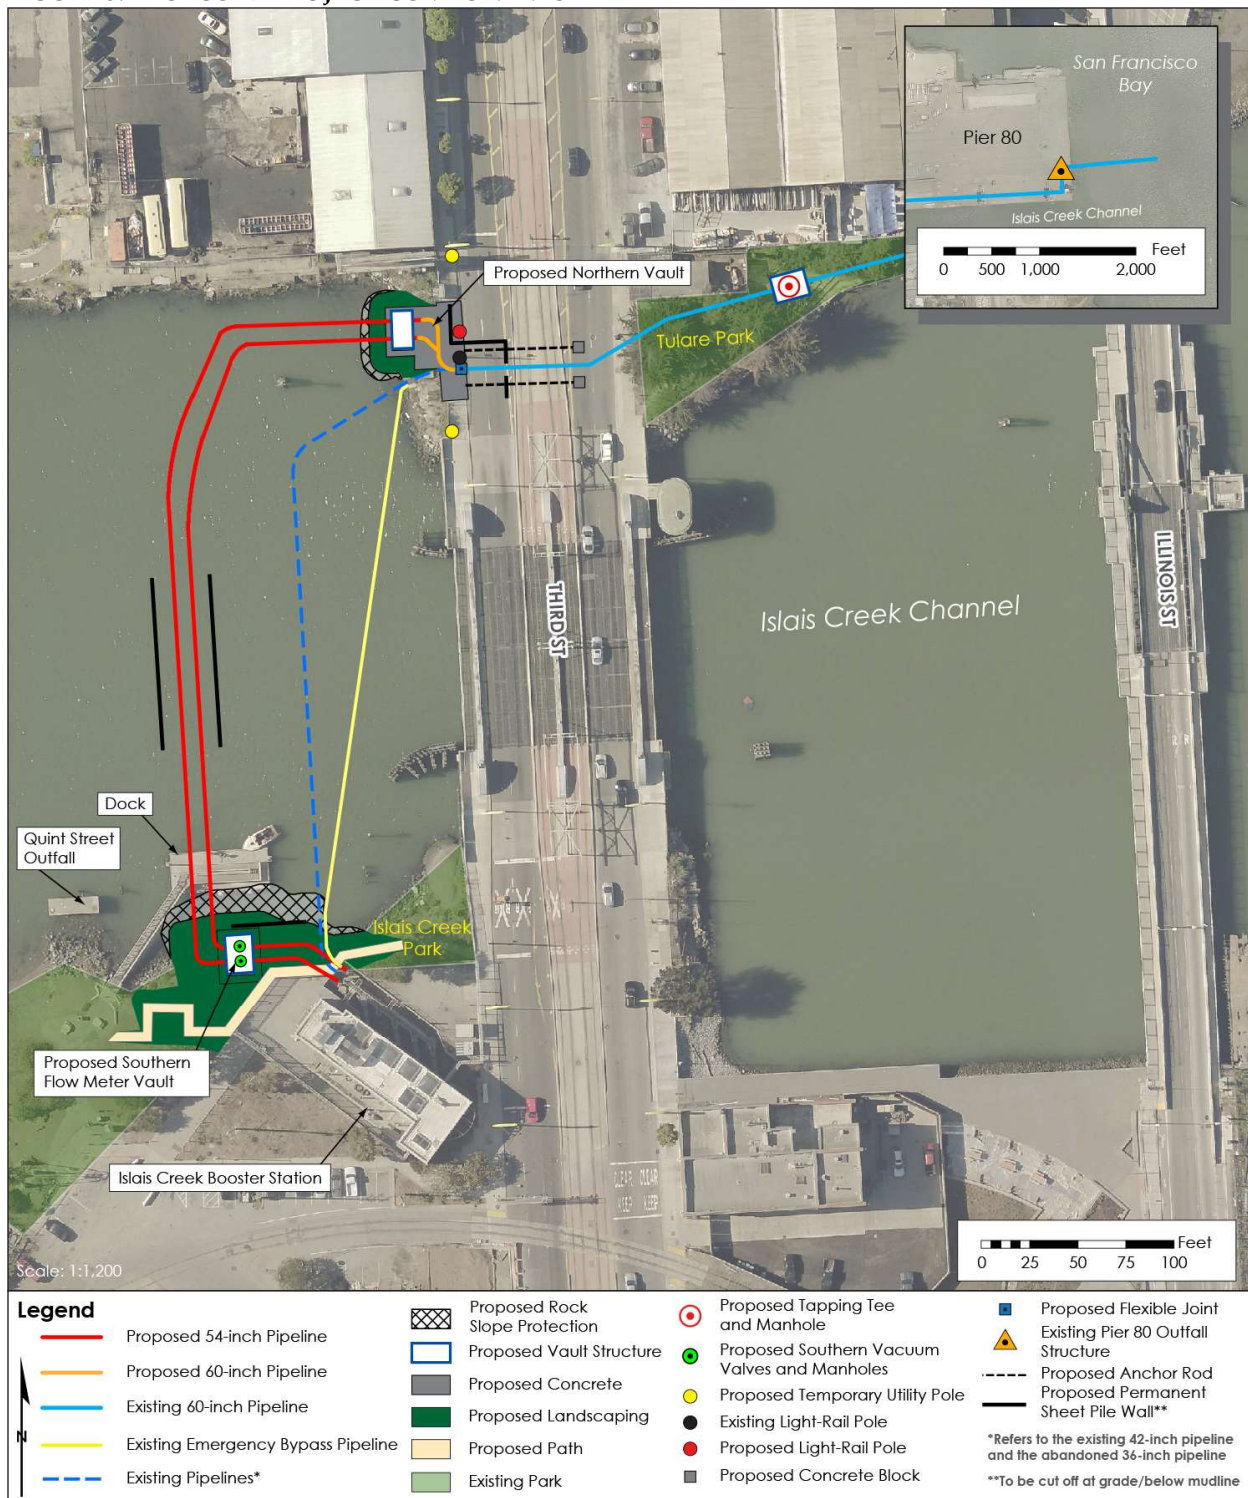 San Francisco
Bay
Pier 80
Islais Creek Channel
Feet
0 500 1,000 2,000
Proposed Northern Vault
Tulare Park
THIRD ST
Islais Creek Channel
ILLINOIS ST
Dock
Quint Street
Outfall
Islais Creek
Park
Proposed Southern
Flow Meter Vault
Islais Creek Booster Station
CLEAR CLEAR
KEEP KEEP
Feet
0 25 50 75 100
Scale: 1:1,200
Legend
N
Proposed 54-inch Pipeline
Proposed 60-inch Pipeline
Existing 60-inch Pipeline
Existing Emergency Bypass Pipeline
Existing Pipelines*
Proposed Rock
Slope Protection
Proposed Vault Structure
Proposed Concrete
Proposed Landscaping
Proposed Path
Existing Park
Proposed Tapping Tee
and Manhole
Proposed Southern Vacuum
Valves and Manholes
Proposed Temporary Utility Pole
Existing Light-Rail Pole
Proposed Light-Rail Pole
Proposed Concrete Block
Proposed Flexible Joint
Existing Pier 80 Outfall
Structure
Proposed Anchor Rod
Proposed Permanent
Sheet Pile Wall**
*Refers to the existing 42-inch pipeline
and the abandoned 36-inch pipeline
**To be cut off at grade/below mudline